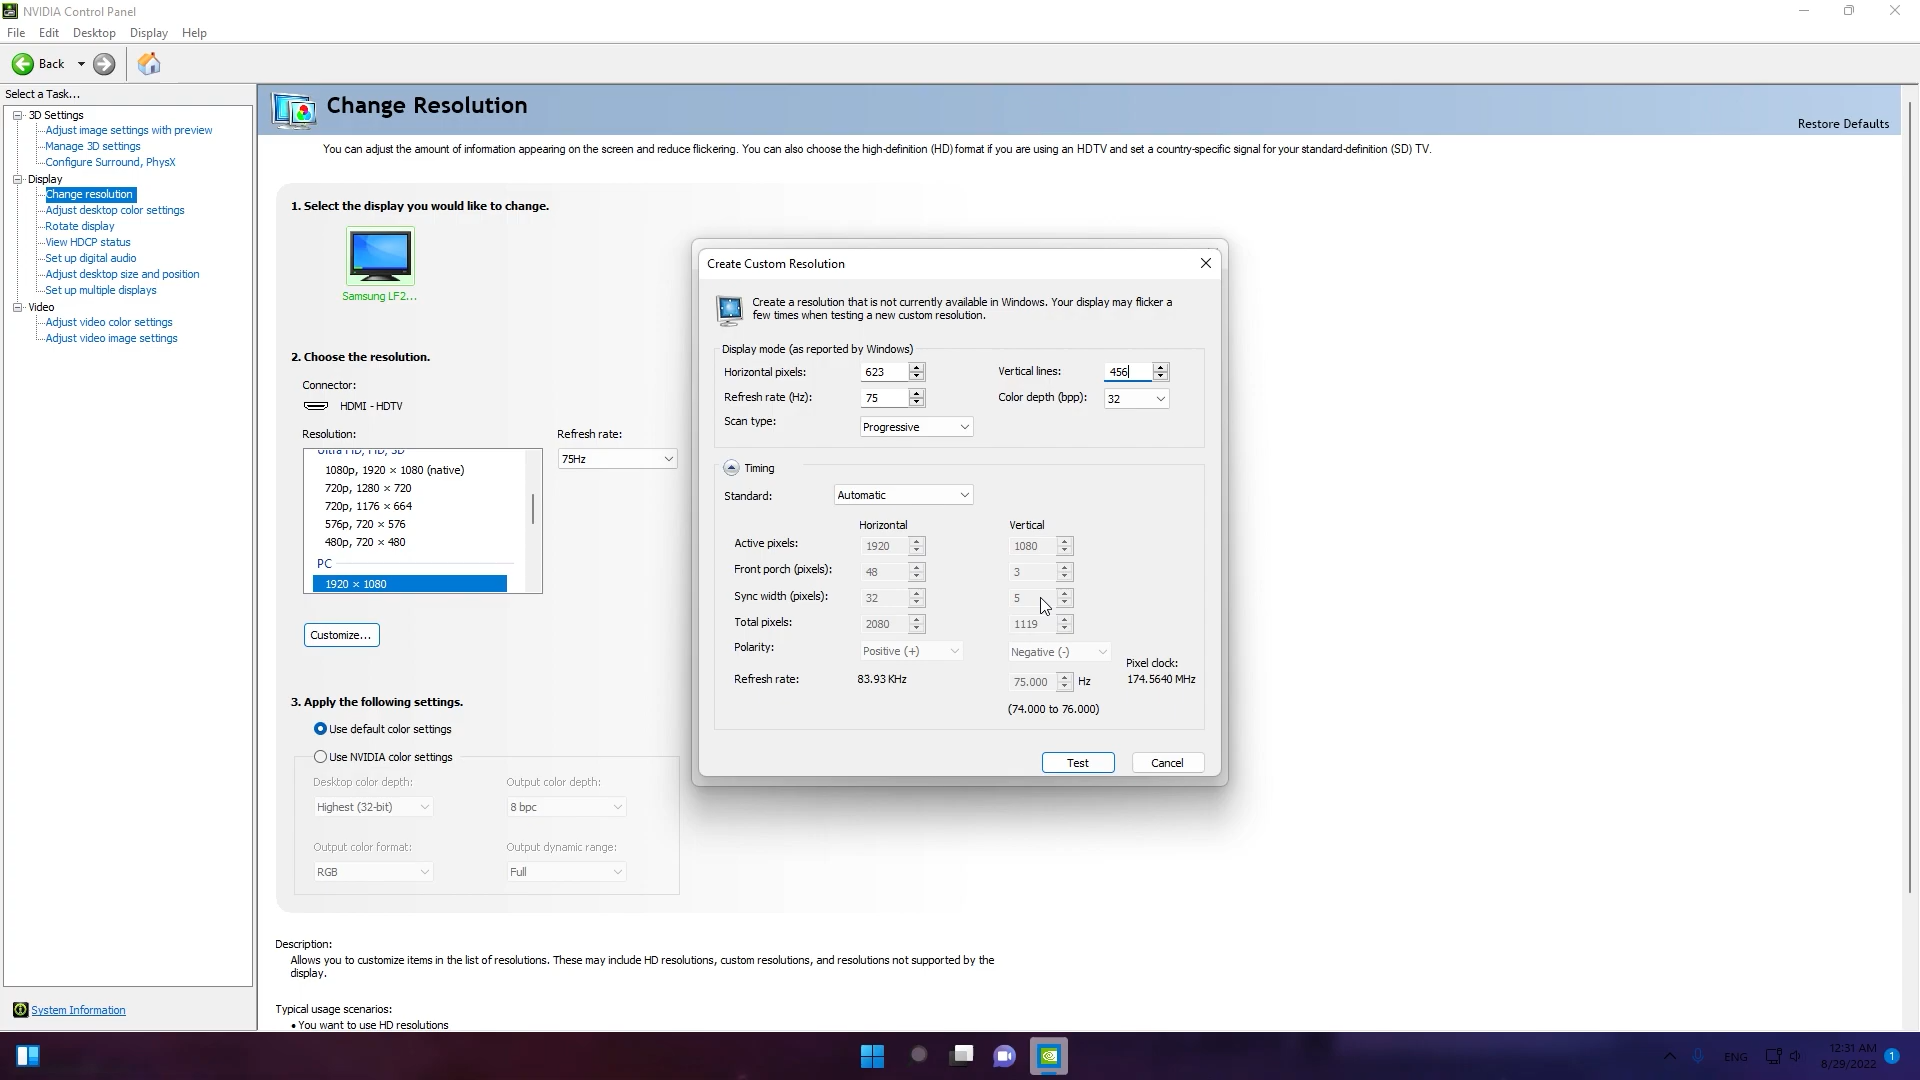 NVIDIA Control Panel
File Edit Desktop Display Help
Back
Select a Task...
3D Settings
Adjust image settings with preview
Manage 3D settings
Configure Surround, PhysX
Display
Change resolution
Adjust desktop color settings
Rotate display
View HDCP status
Set up digital audio
Adjust desktop size and position
Set up multiple displays
Video
Adjust video color settings
Adjust video image settings
System Information
Change Resolution
Restore Defaults
You can adjust the amount of information appearing on the screen and reduce flickering. You can also choose the high-definition (HD) format if you are using an HDTV and set a country-specific signal for your standard-definition (SD) TV.
1. Select the display you would like to change.
Samsung LF2...
2. Choose the resolution.
Connector:
HDMI - HDTV
Resolution:
Refresh rate:
Ultra HD, HD, SD
75Hz
1080p, 1920 × 1080 (native)
720p, 1280 × 720
720p, 1176 × 664
576p, 720 × 576
480p, 720 × 480
PC
1920 × 1080
Customize...
3. Apply the following settings.
Use default color settings
Use NVIDIA color settings
Desktop color depth: Output color depth:
Highest (32-bit) 8 bpc
Output color format: Output dynamic range:
RGB Full
Description:
Allows you to customize items in the list of resolutions. These may include HD resolutions, custom resolutions, and resolutions not supported by the
display.
Typical usage scenarios:
• You want to use HD resolutions
Create Custom Resolution
Create a resolution that is not currently available in Windows. Your display may flicker a
few times when testing a new custom resolution.
Display mode (as reported by Windows)
Horizontal pixels: 623 Vertical lines: 456
Refresh rate (Hz): 75 Color depth (bpp): 32
Scan type: Progressive
Timing
Standard: Automatic
Horizontal Vertical
Active pixels: 1920 1080
Front porch (pixels): 48 3
Sync width (pixels): 32 5
Total pixels: 2080 1119
Polarity: Positive (+) Negative (-)
Pixel clock:
Refresh rate: 83.93 KHz 75.000 Hz 174.5640 MHz
(74.000 to 76.000)
Test Cancel
ENG
12:31 AM
8/29/2022
1